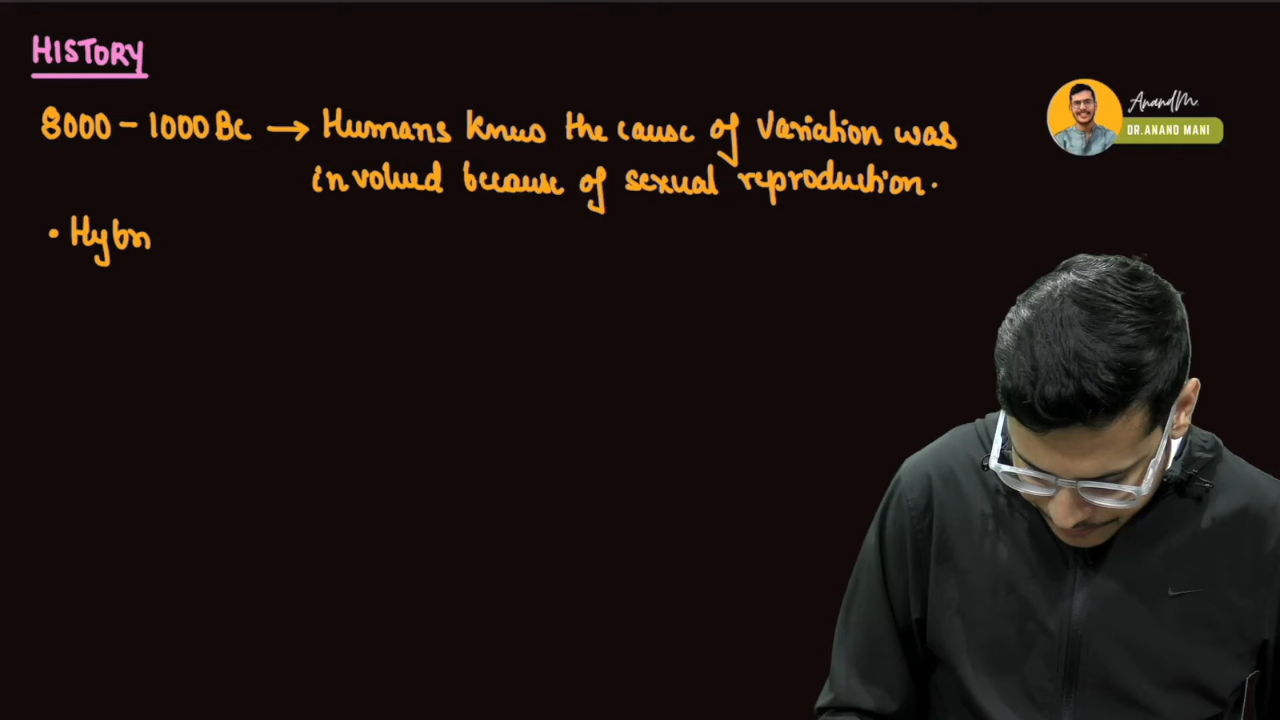 HISTORY
8000 - 1000 BC → Humans knew the cause of variation was
involved because of sexual reproduction.
• Hybri
AnandM.
DR.ANAND MANI